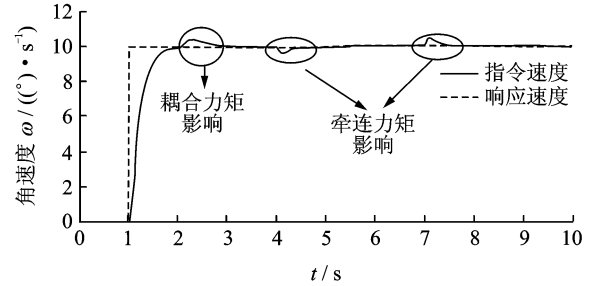 角速度 ω / ((°)·s⁻¹)
12
10
8
6
4
2
0
耦合力矩
影响
牵连力矩
影响
指令速度
响应速度
0 1 2 3 4 5 6 7 8 9 10
t / s